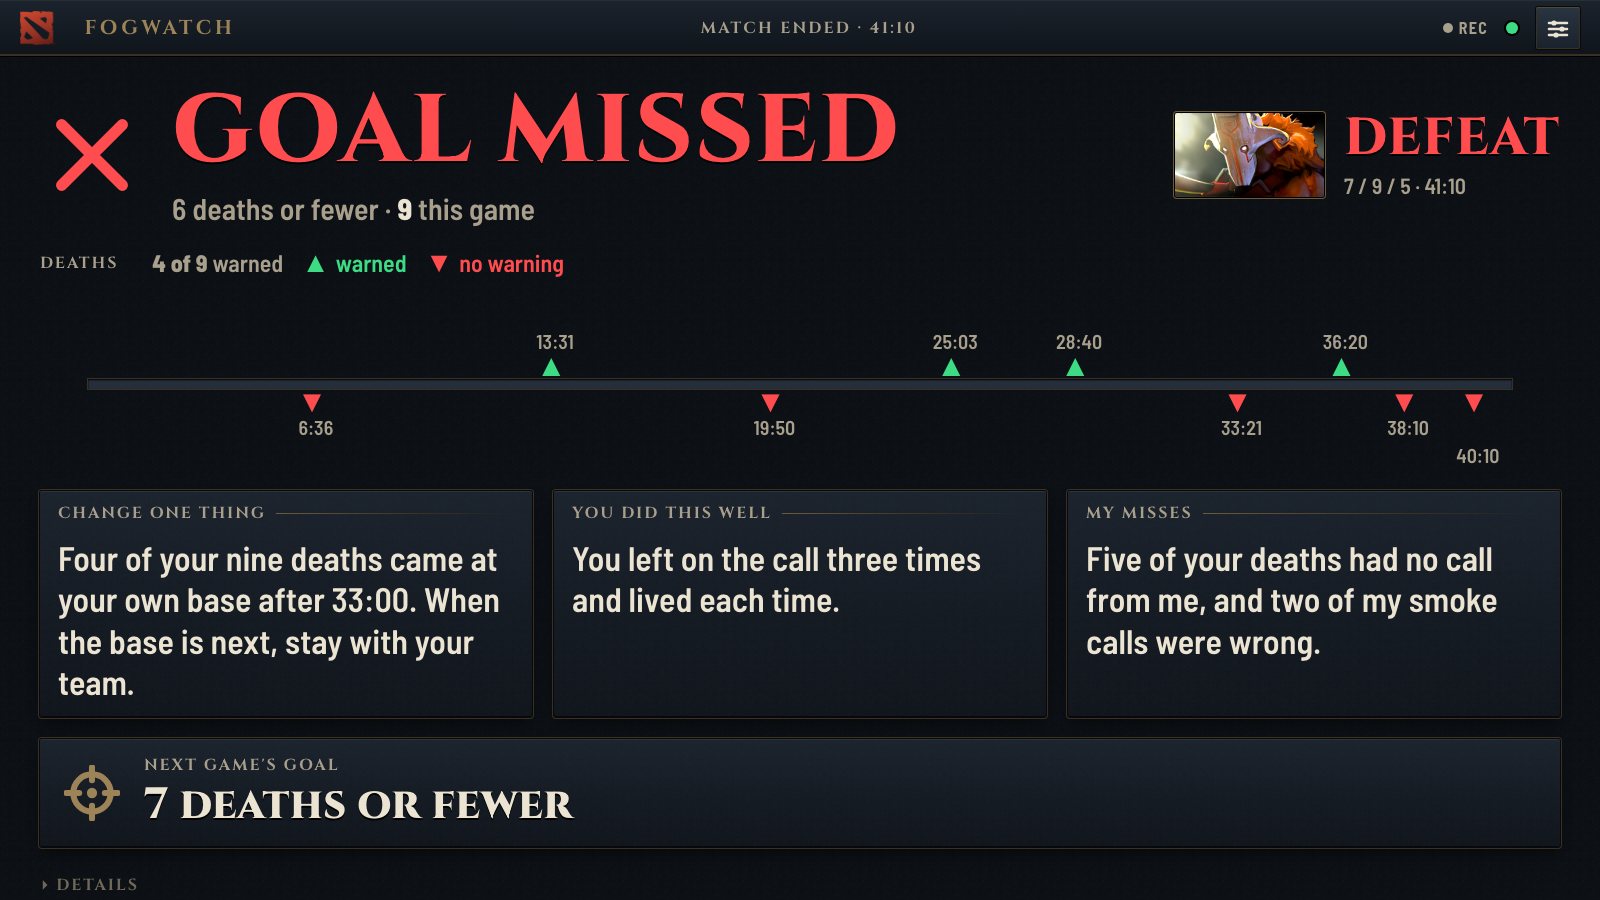 FOGWATCH
MATCH ENDED · 41:10
REC
GOAL MISSED
6 deaths or fewer · 9 this game
DEFEAT
7 / 9 / 5 · 41:10
DEATHS 4 of 9 warned ▲ warned ▼ no warning
13:31 25:03 28:40 36:20
6:36 19:50 33:21 38:10
40:10
CHANGE ONE THING
Four of your nine deaths came at
your own base after 33:00. When
the base is next, stay with your
team.
YOU DID THIS WELL
You left on the call three times
and lived each time.
MY MISSES
Five of your deaths had no call
from me, and two of my smoke
calls were wrong.
NEXT GAME'S GOAL
7 DEATHS OR FEWER
DETAILS